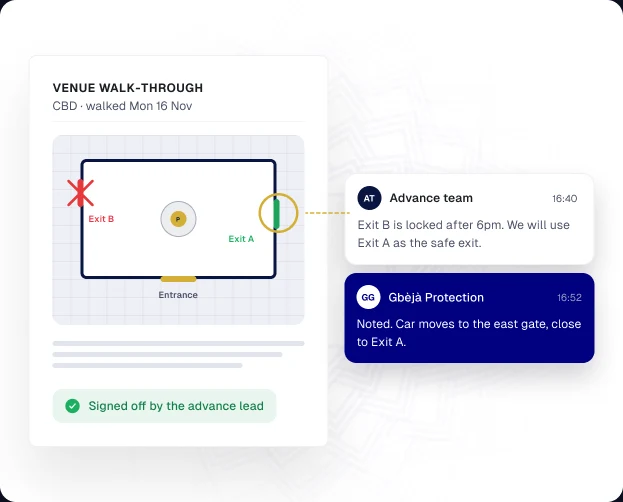 VENUE WALK-THROUGH
CBD · walked Mon 16 Nov
Exit B
P
Exit A
Entrance
Signed off by the advance lead
AT
Advance team
16:40
Exit B is locked after 6pm. We will use
Exit A as the safe exit.
GG
Gbèjà Protection
16:52
Noted. Car moves to the east gate, close
to Exit A.